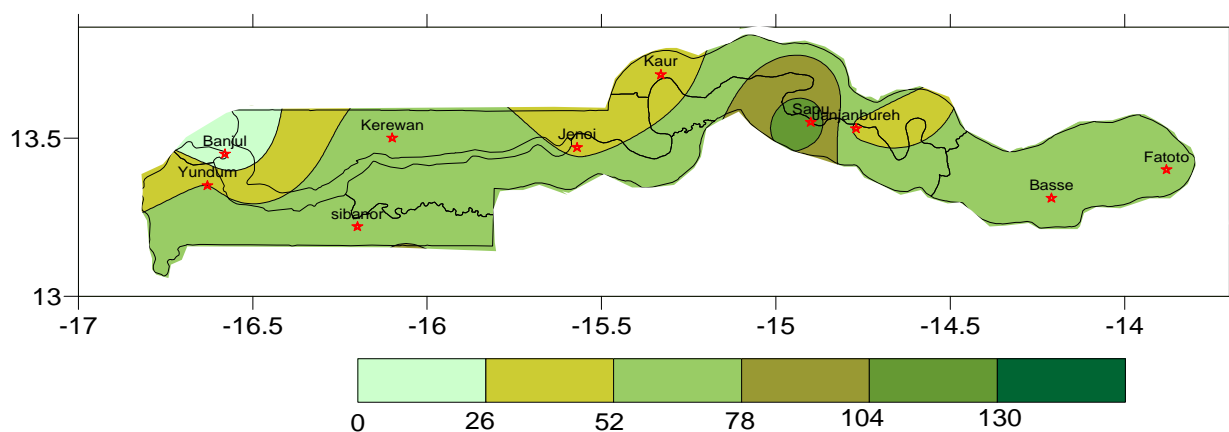 Kaur
13.5
Banjul
Kerewan
Jenoi
Sapu
Janjanbureh
Yundum
Fatoto
Basse
sibanor
13
-17 -16.5 -16 -15.5 -15 -14.5 -14
0 26 52 78 104 130